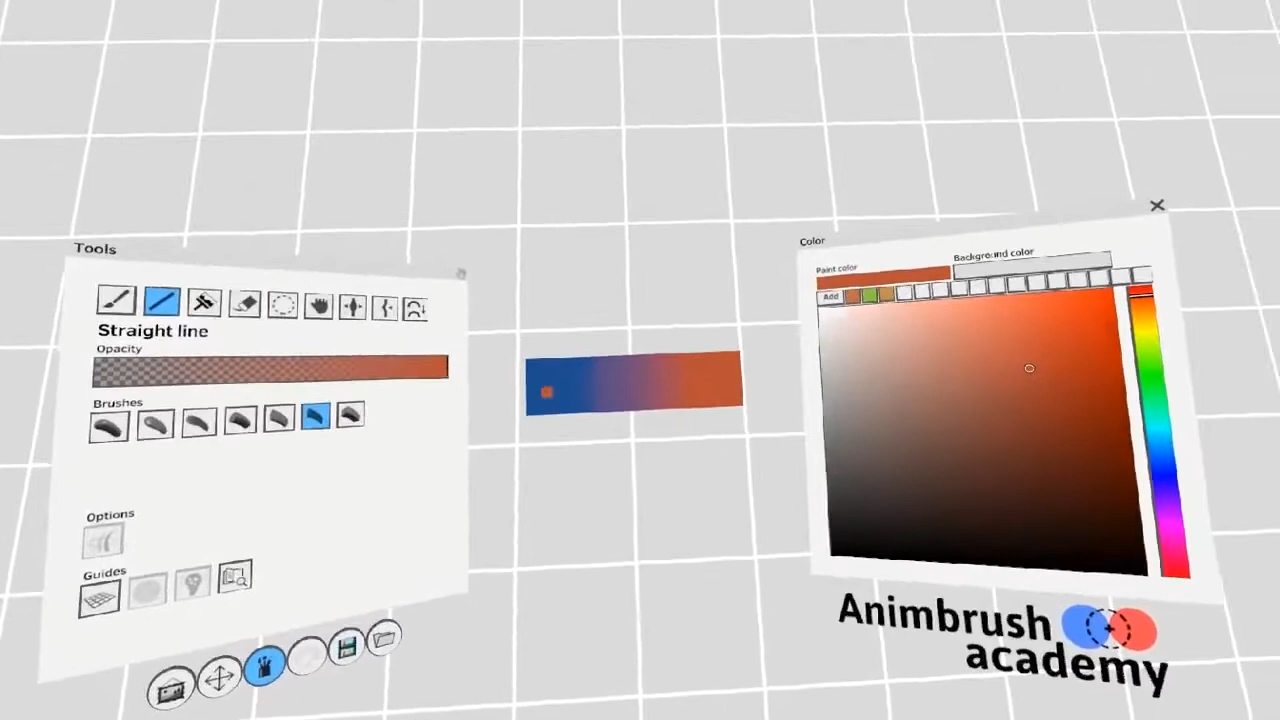 Tools
Straight line
Opacity
Brushes
Options
Guides
Color
Paint color
Background color
Add
Animbrush
academy